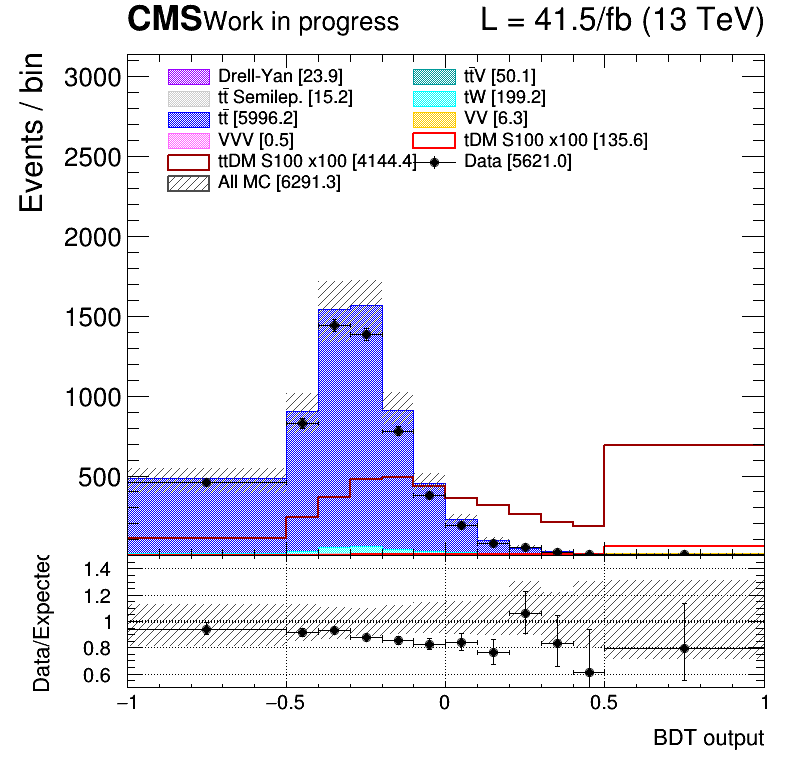 CMS Work in progress L = 41.5/fb (13 TeV)
Events / bin
3000
2500
2000
1500
1000
500
Drell-Yan [23.9] tt̄V [50.1]
tt̄ Semilep. [15.2] tW [199.2]
tt̄ [5996.2] VV [6.3]
VVV [0.5] tDM S100 x100 [135.6]
ttDM S100 x100 [4144.4] Data [5621.0]
All MC [6291.3]
Data/Expected
1.4
1.2
1
0.8
0.6
−1 −0.5 0 0.5 1
BDT output